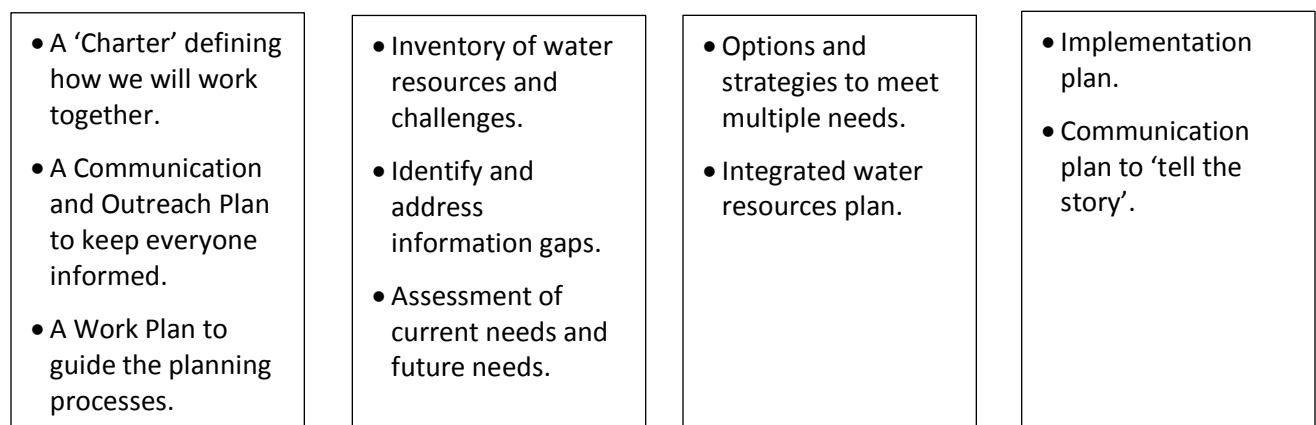 • A ‘Charter’ defining
how we will work
together.
• A Communication
and Outreach Plan
to keep everyone
informed.
• A Work Plan to
guide the planning
processes.
• Inventory of water
resources and
challenges.
• Identify and
address
information gaps.
• Assessment of
current needs and
future needs.
• Options and
strategies to meet
multiple needs.
• Integrated water
resources plan.
• Implementation
plan.
• Communication
plan to ‘tell the
story’.